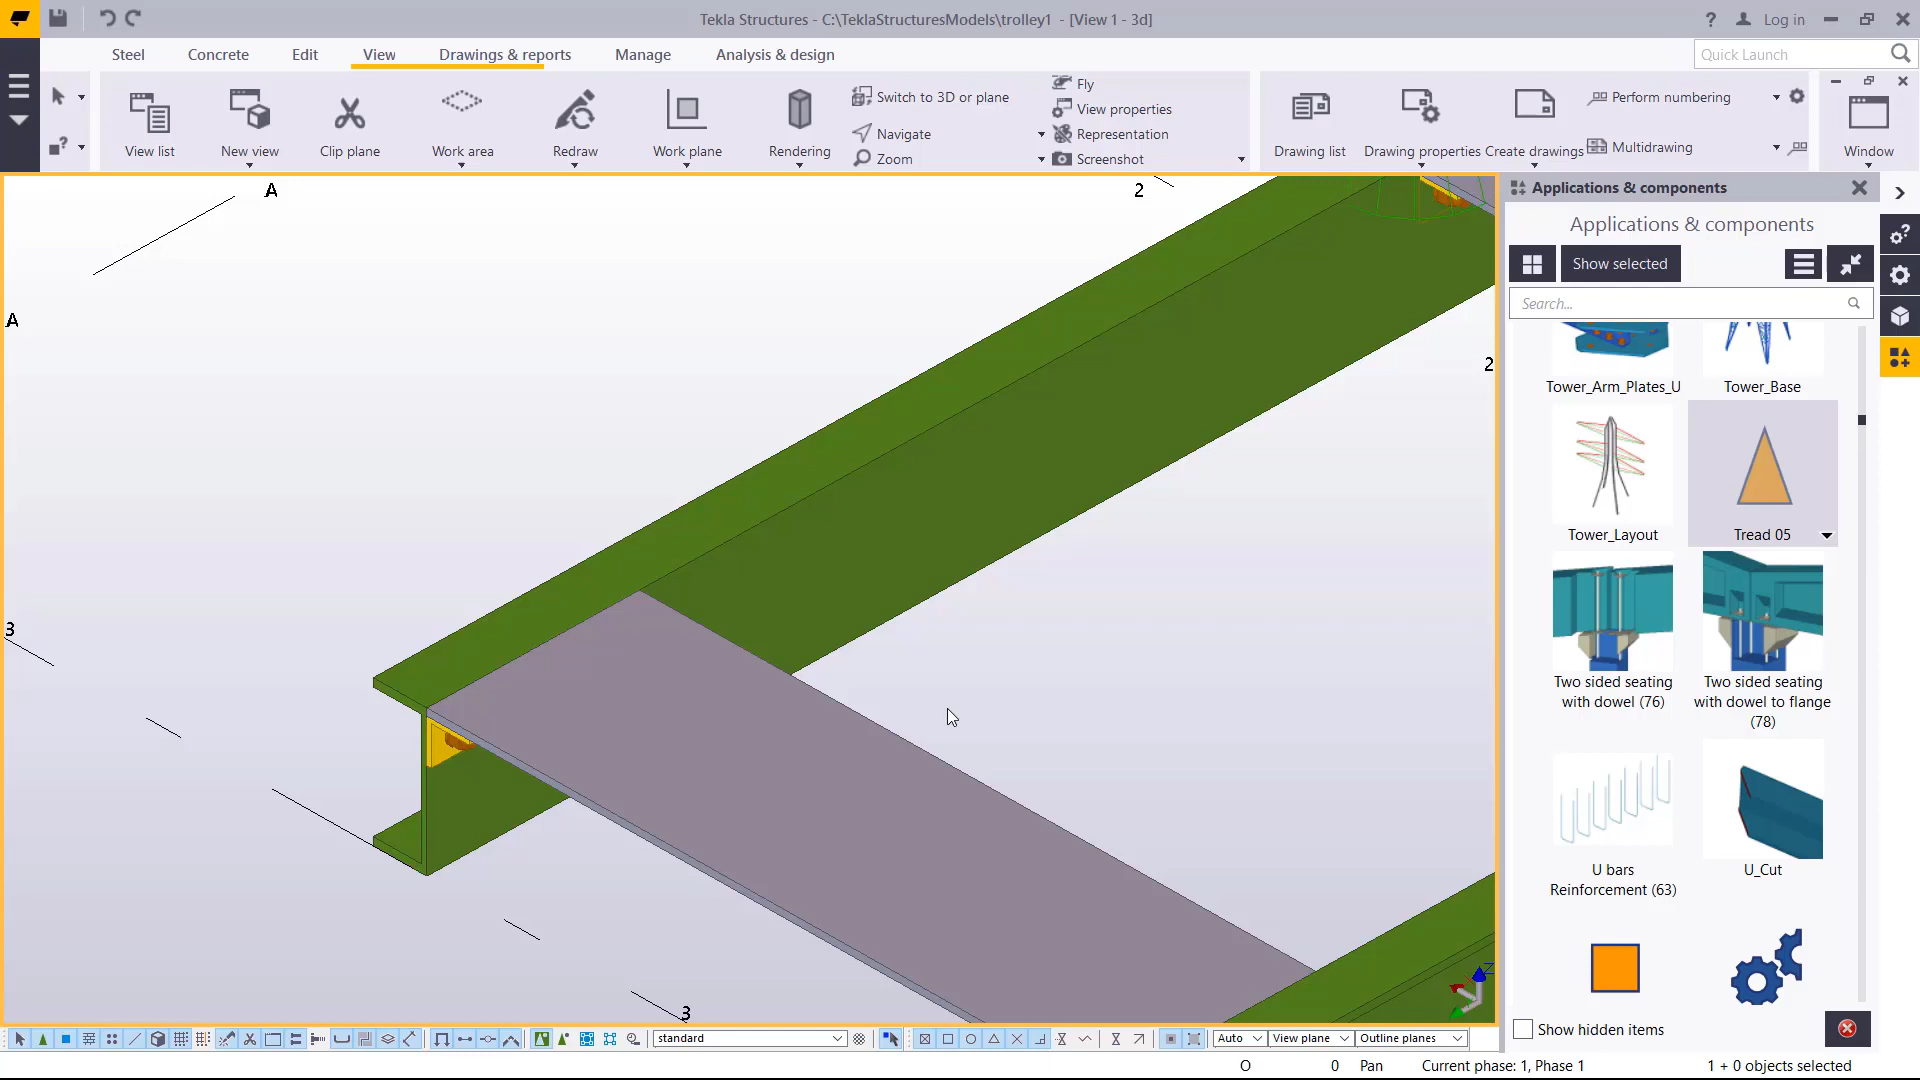 Tekla Structures - C:\TeklaStructuresModels\trolley1 - [View 1 - 3d]
? Log in
Steel Concrete Edit View Drawings & reports Manage Analysis & design
Quick Launch
View list
New view
Clip plane
Work area
Redraw
Work plane
Rendering
Switch to 3D or plane
Navigate
Zoom
Fly
View properties
Representation
Screenshot
Drawing list
Drawing properties
Create drawings
Perform numbering
Multidrawing
Window
A
2
A
2
3
3
Z
Applications & components
Applications & components
Show selected
Search...
Tower_Arm_Plates_U
Tower_Base
Tower_Layout
Tread 05
Two sided seating
with dowel (76)
Two sided seating
with dowel to flange
(78)
U bars
Reinforcement (63)
U_Cut
Show hidden items
standard
Auto
View plane
Outline planes
O 0 Pan Current phase: 1, Phase 1 1 + 0 objects selected